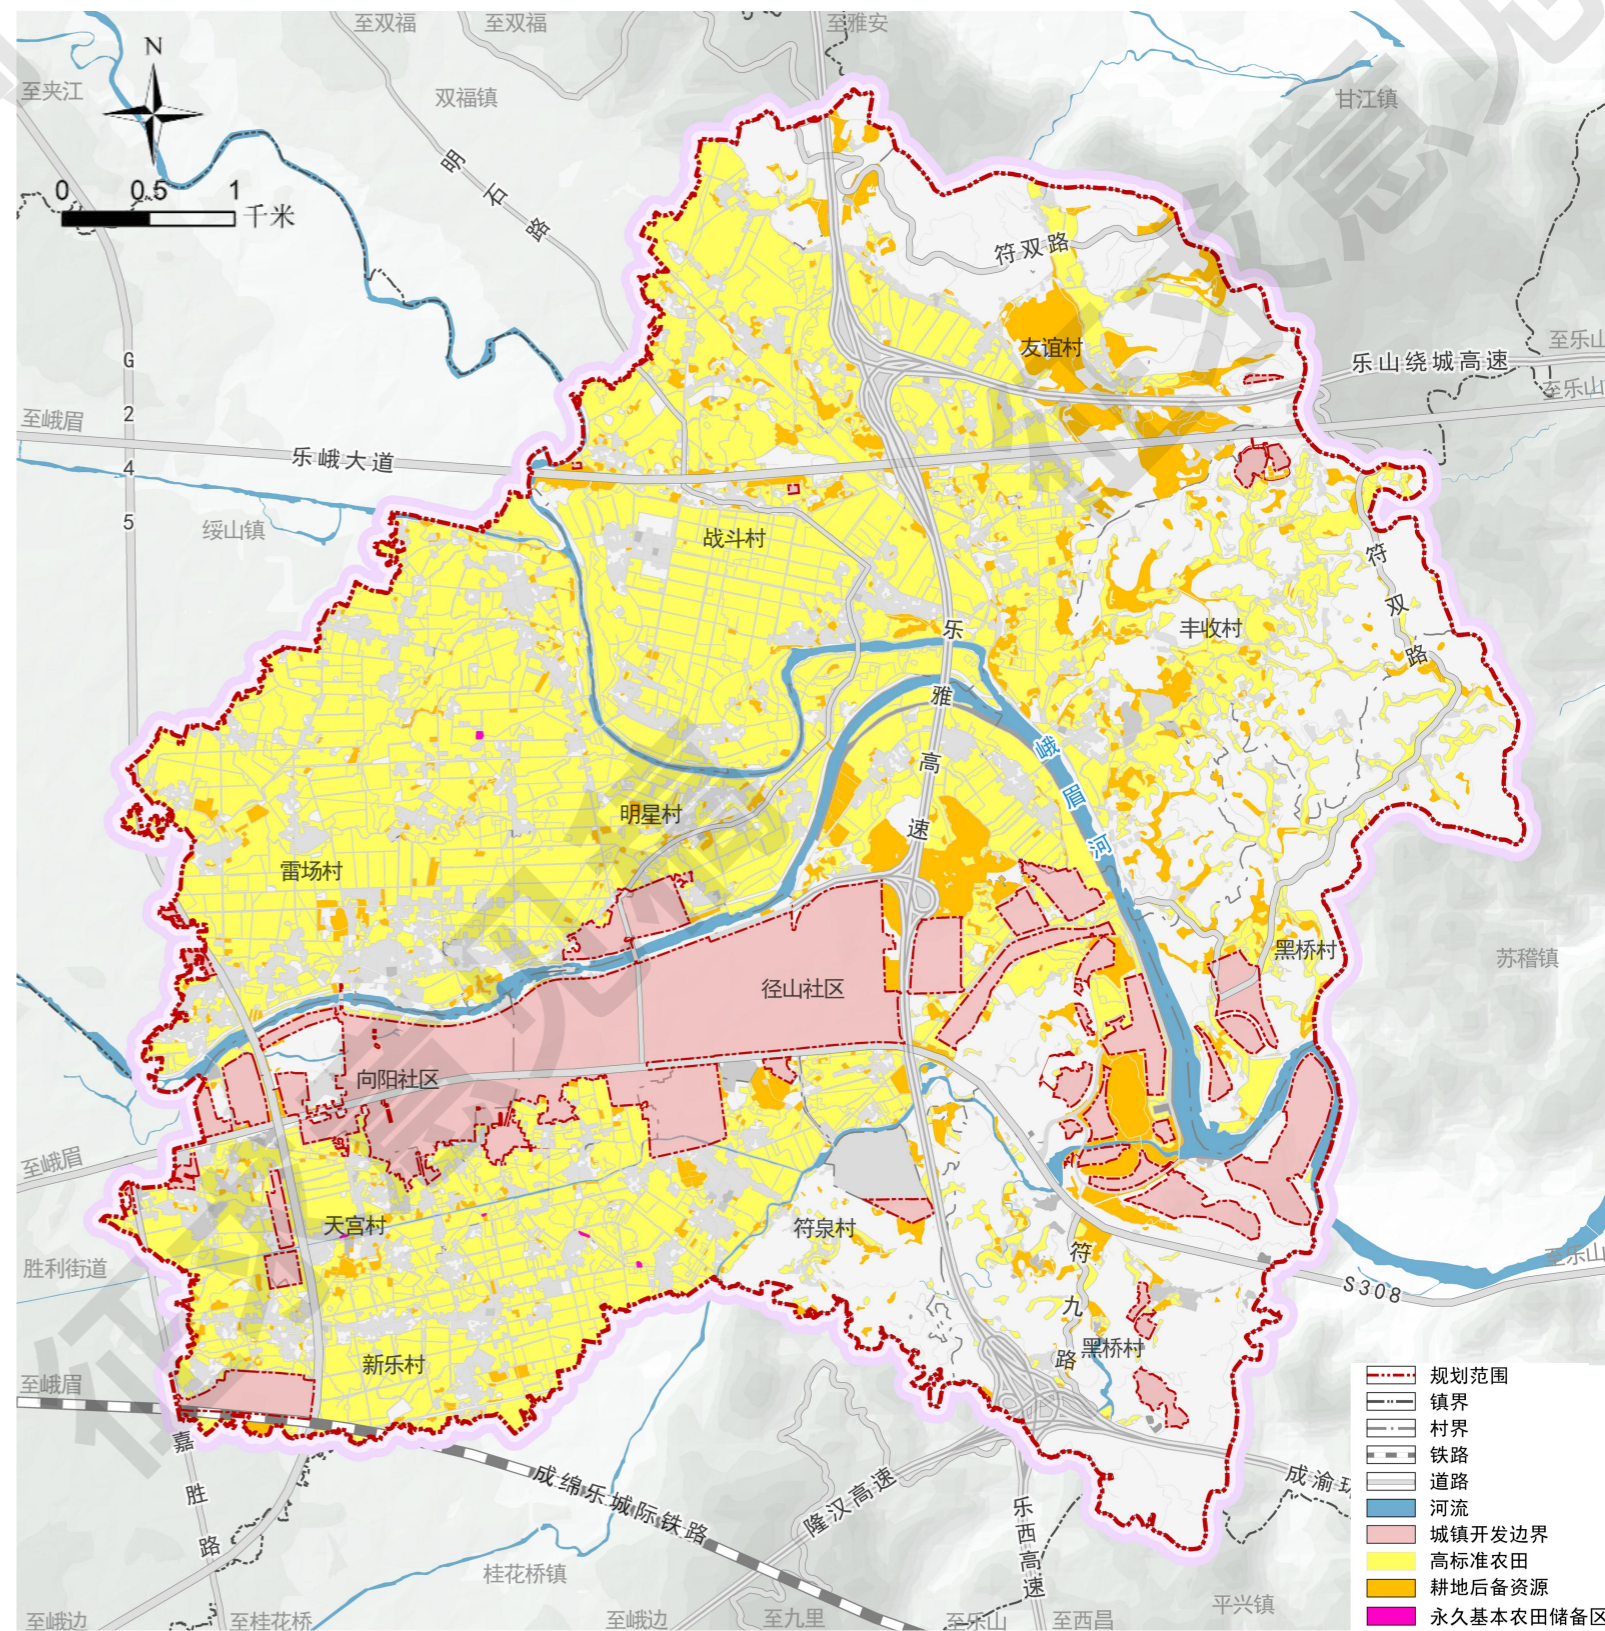 至双福
至双福
至雅安
N
至夹江
双福镇
甘江镇
0 0.5 1
千米
明石路
符双路
友谊村
至乐山
乐山绕城高速
至乐山
G245
至峨眉
乐峨大道
绥山镇
战斗村
符双路
丰收村
乐雅高速
峨眉河
明星村
雷场村
黑桥村
苏稽镇
径山社区
向阳社区
至峨眉
天宫村
符泉村
胜利街道
符九路
至乐山
S308
新乐村
黑桥村
至峨眉
嘉胜路
成绵乐城际铁路
隆汉高速
乐西高速
成渝环
桂花桥镇
平兴镇
至峨边
至桂花桥
至峨边
至九里
至乐山
至西昌
规划范围
镇界
村界
铁路
道路
河流
城镇开发边界
高标准农田
耕地后备资源
永久基本农田储备区
征求意见稿
征求意见